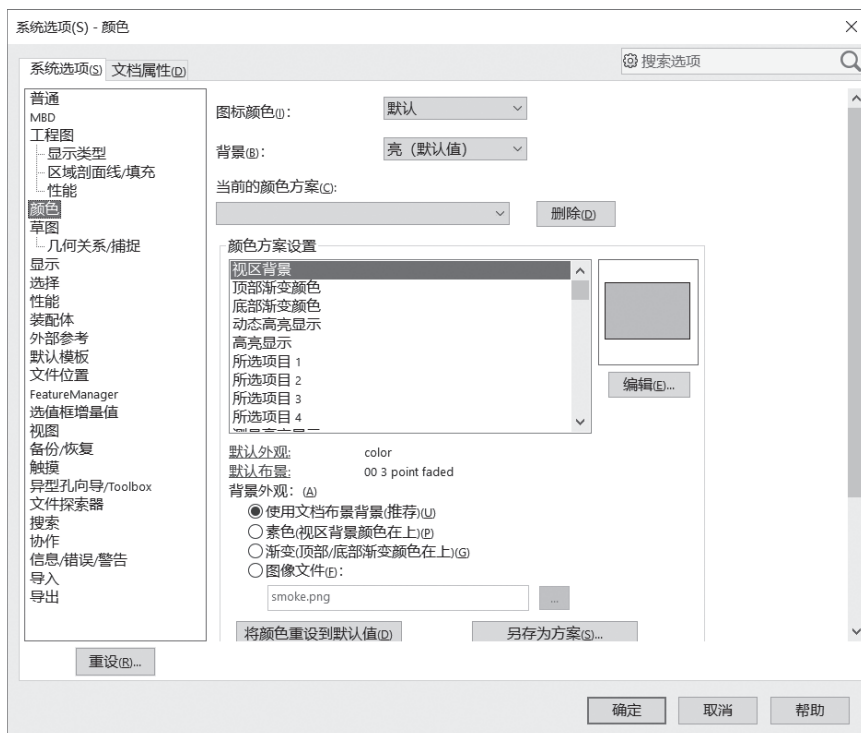 系统选项(S) - 颜色
系统选项(S) 文档属性(D)
搜索选项
普通
MBD
工程图
显示类型
区域剖面线/填充
性能
颜色
草图
几何关系/捕捉
显示
选择
性能
装配体
外部参考
默认模板
文件位置
FeatureManager
选值框增量值
视图
备份/恢复
触摸
异型孔向导/Toolbox
文件探索器
搜索
协作
信息/错误/警告
导入
导出
重设(R)...
图标颜色(I): 默认
背景(B): 亮（默认值）
当前的颜色方案(C):
删除(D)
颜色方案设置
视区背景
顶部渐变颜色
底部渐变颜色
动态高亮显示
高亮显示
所选项目 1
所选项目 2
所选项目 3
所选项目 4
编辑(E)...
默认外观: color
默认布景: 00 3 point faded
背景外观: (A)
使用文档布景背景(推荐)(U)
素色(视区背景颜色在上)(P)
渐变(顶部/底部渐变颜色在上)(G)
图像文件(F):
smoke.png ...
将颜色重设到默认值(D) 另存为方案(S)...
确定 取消 帮助